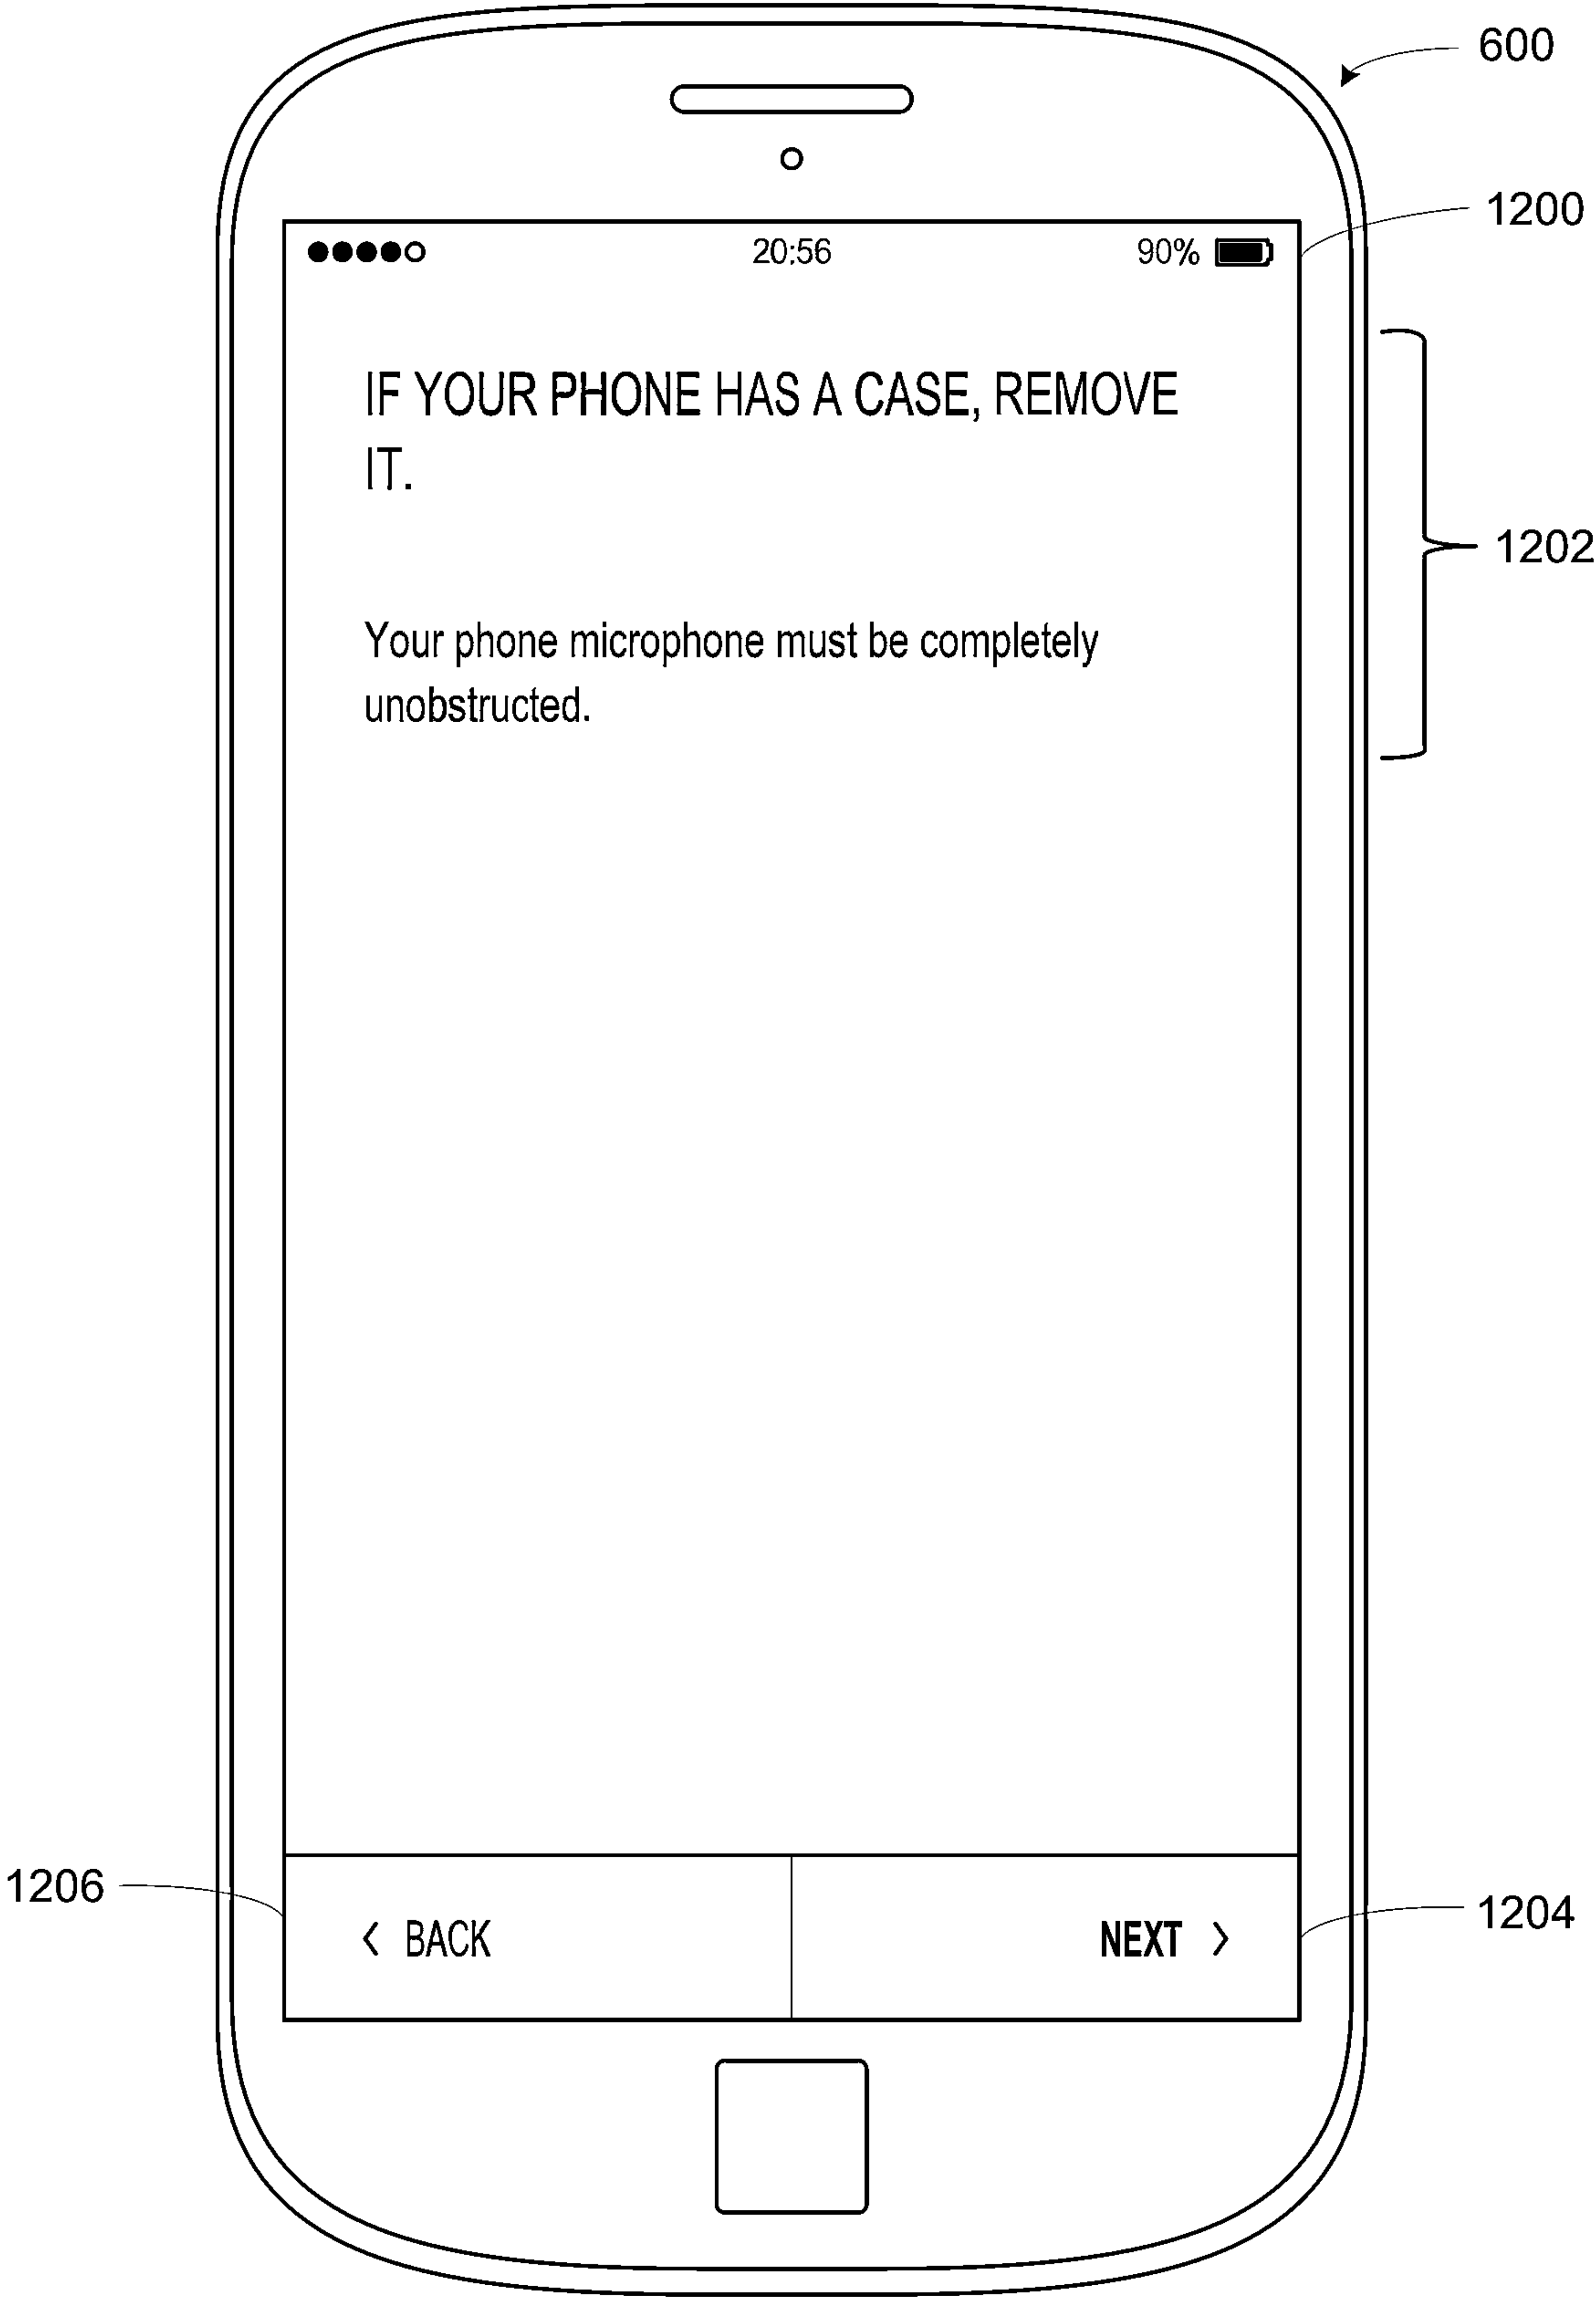 600
1200
20:56 90%
IF YOUR PHONE HAS A CASE, REMOVE
IT.
1202
Your phone microphone must be completely
unobstructed.
1206
1204
< BACK NEXT >